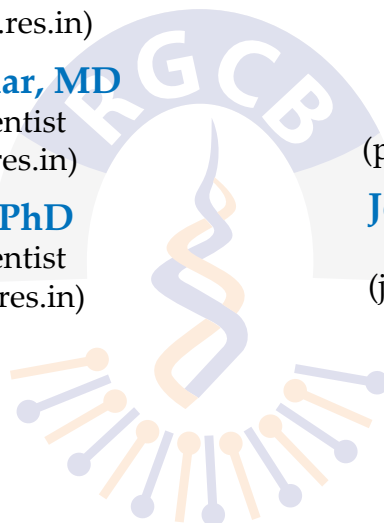 .res.in)
ar, MD
entist
res.in)
(p
PhD
J
entist
(j
res.in)
RGCB